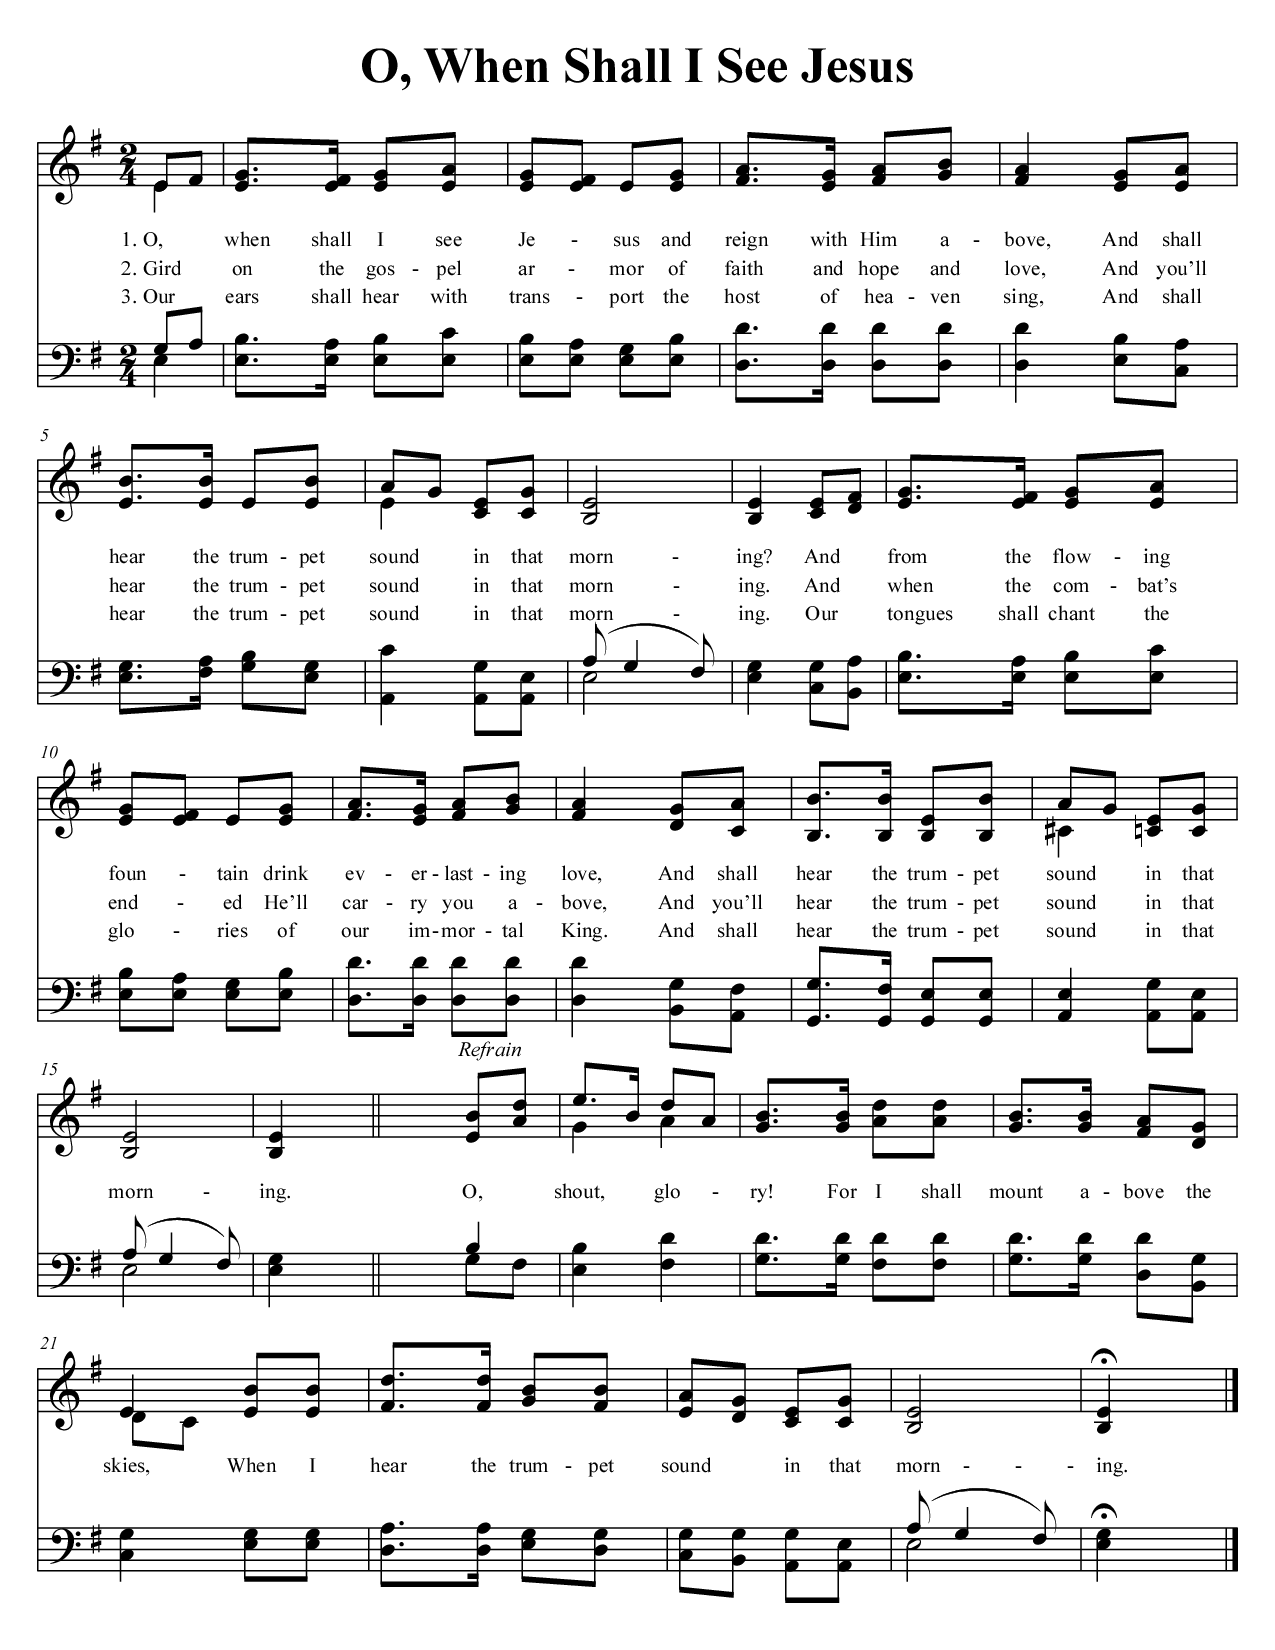 O, When Shall I See Jesus
2 4
1. O, when shall I see Je - sus and reign with Him a - bove, And shall
2. Gird on the gos - pel ar - mor of faith and hope and love, And you’ll
3. Our ears shall hear with trans - port the host of hea - ven sing, And shall
2 4
5
hear the trum - pet sound in that morn - ing? And from the flow - ing
hear the trum - pet sound in that morn - ing. And when the com - bat’s
hear the trum - pet sound in that morn - ing. Our tongues shall chant the
10
foun - tain drink ev - er - last - ing love, And shall hear the trum - pet sound in that
end - ed He’ll car - ry you a - bove, And you’ll hear the trum - pet sound in that
glo - ries of our im - mor - tal King. And shall hear the trum - pet sound in that
Refrain
15
morn - ing. O, shout, glo - ry! For I shall mount a - bove the
21
skies, When I hear the trum - pet sound in that morn - - - ing.